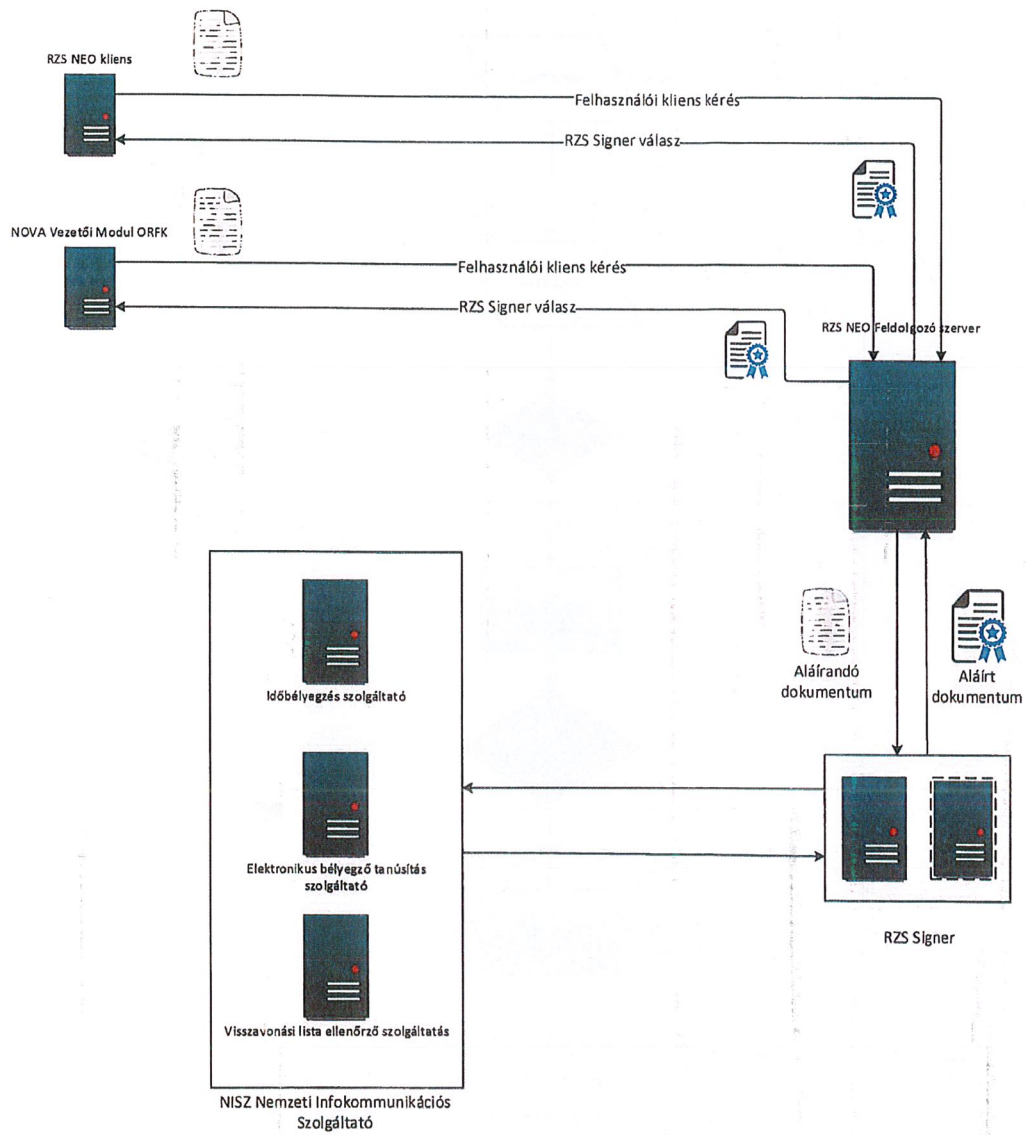 RZS NEO kliens
Felhasználói kliens kérés
RZS Signer válasz
NOVA Vezetői Modul ORFK
Felhasználói kliens kérés
RZS Signer válasz
RZS NEO Feldolgozó szerver
Időbélyegzés szolgáltató
Aláírandó
dokumentum
Aláírt
dokumentum
Elektronikus bélyegző tanúsítás
szolgáltató
RZS Signer
Visszavonási lista ellenőrző szolgáltatás
NISZ Nemzeti Infokommunikációs
Szolgáltató